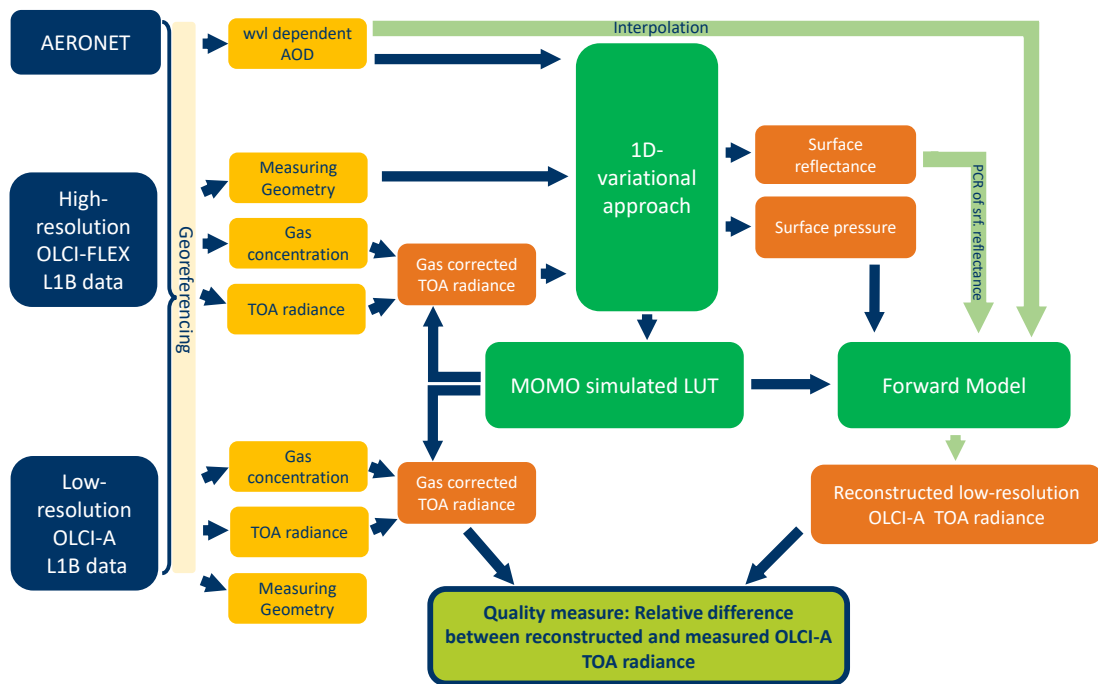 AERONET
wvl dependent
AOD
Interpolation
High-
resolution
OLCI-FLEX
L1B data
Georeferencing
Measuring
Geometry
Gas
concentration
TOA radiance
Gas corrected
TOA radiance
1D-
variational
approach
Surface
reflectance
Surface pressure
PCR of srf. reflectance
MOMO simulated LUT
Forward Model
Low-
resolution
OLCI-A
L1B data
Gas
concentration
TOA radiance
Measuring
Geometry
Gas corrected
TOA radiance
Reconstructed low-resolution
OLCI-A TOA radiance
Quality measure: Relative difference
between reconstructed and measured OLCI-A
TOA radiance